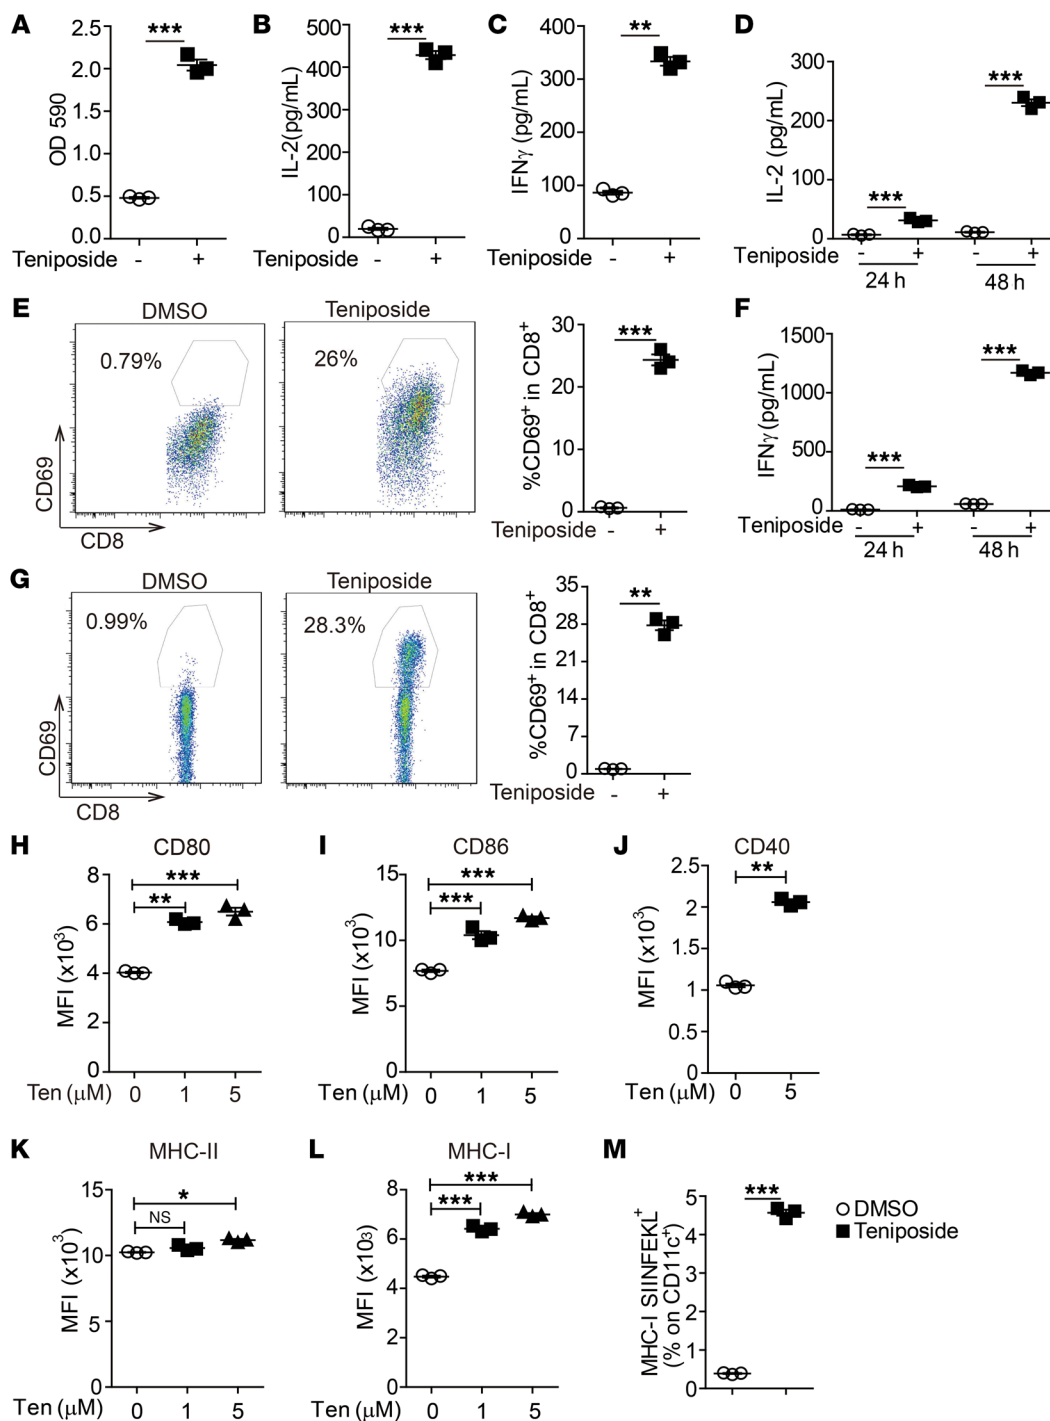 A
2.5
2.0
1.5
1.0
0.5
0.0
OD 590
***
Teniposide - +
B
500
400
300
200
100
0
IL-2(pg/mL)
***
- +
C
400
300
200
100
0
IFNγ (pg/mL)
**
Teniposide - +
D
300
200
100
0
IL-2 (pg/mL)
***
***
Teniposide - + - +
24 h 48 h
E
DMSO
0.79%
Teniposide
26%
CD69
CD8
30
20
10
0
%CD69+ in CD8+
***
Teniposide - +
F
1500
1000
500
0
IFNγ (pg/mL)
***
***
Teniposide - + - +
24 h 48 h
G
DMSO
0.99%
Teniposide
28.3%
CD69
CD8
35
28
21
14
7
0
%CD69+ in CD8+
**
Teniposide - +
H
CD80
8
6
4
2
0
MFI (x10³)
***
**
Ten (μM) 0 1 5
I
CD86
15
10
5
0
MFI (x10³)
***
***
Ten (μM) 0 1 5
J
CD40
2.5
2
1.5
1
0.5
0
MFI (x10³)
**
Ten (μM) 0 5
K
MHC-II
15
10
5
0
MFI (x10³)
*
NS
Ten (μM) 0 1 5
L
MHC-I
8
6
4
2
0
MFI (x103)
***
***
Ten (μM) 0 1 5
M
5
4
3
2
1
0
MHC-I SIINFEKL+
(% on CD11c+)
***
DMSO
Teniposide